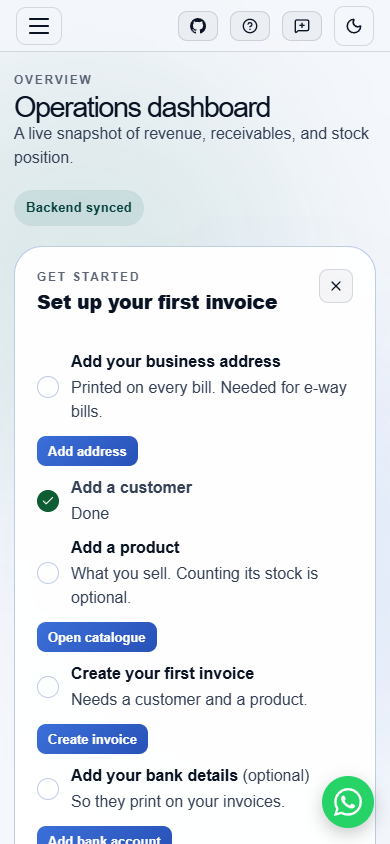 OVERVIEW
Operations dashboard
A live snapshot of revenue, receivables, and stock
position.
Backend synced
GET STARTED
Set up your first invoice
Add your business address
Printed on every bill. Needed for e-way
bills.
Add address
Add a customer
Done
Add a product
What you sell. Counting its stock is
optional.
Open catalogue
Create your first invoice
Needs a customer and a product.
Create invoice
Add your bank details (optional)
So they print on your invoices.
Add bank account